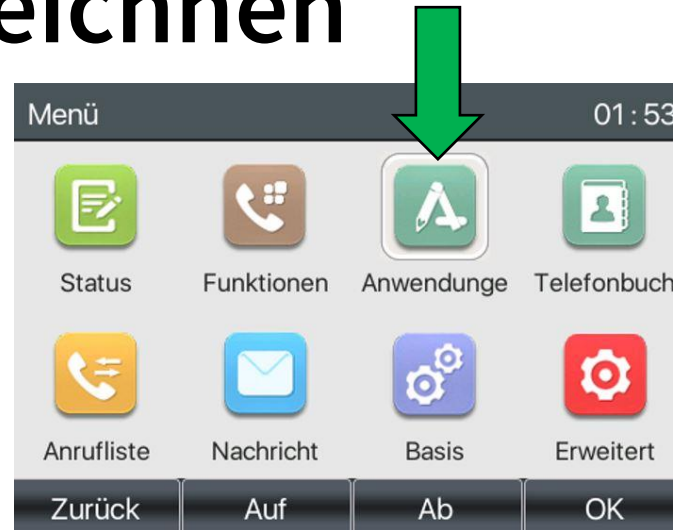 eichnen
Menü 01:53
Status Funktionen Anwendunge Telefonbuch
Anrufliste Nachricht Basis Erweitert
Zurück Auf Ab OK